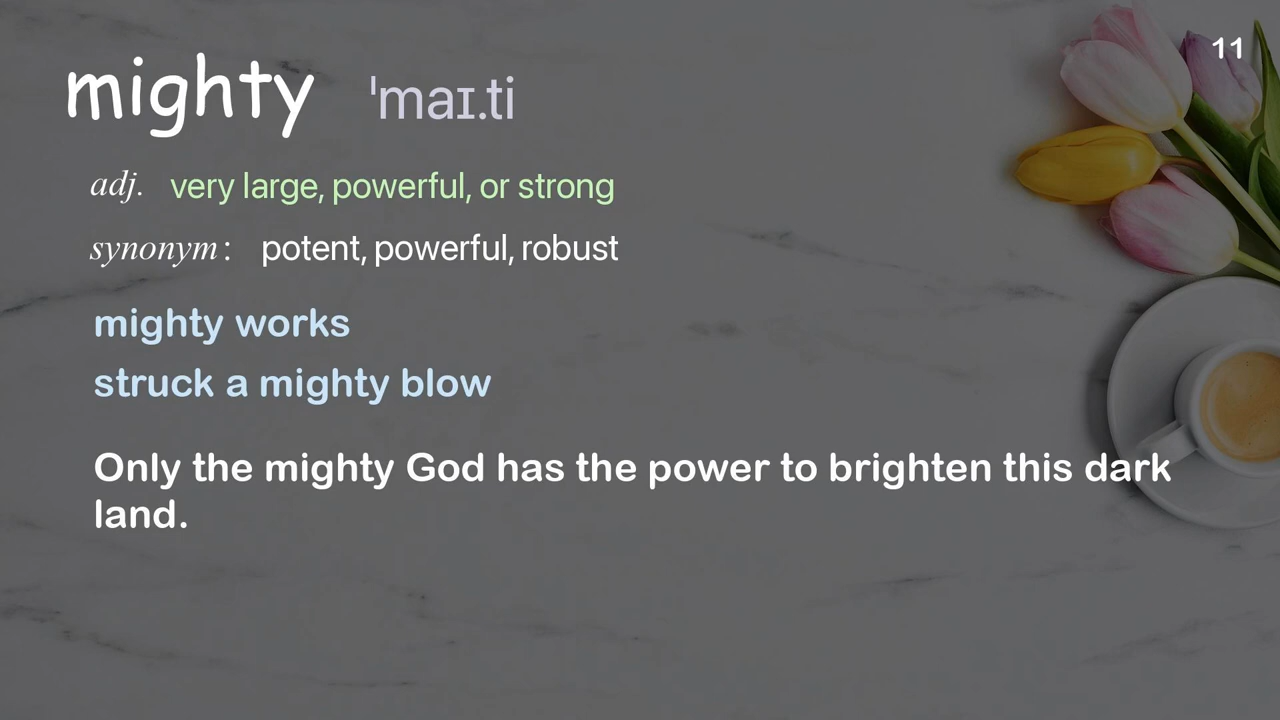 11
mighty ˈmaɪ.ti
adj. very large, powerful, or strong
synonym: potent, powerful, robust
mighty works
struck a mighty blow
Only the mighty God has the power to brighten this dark
land.